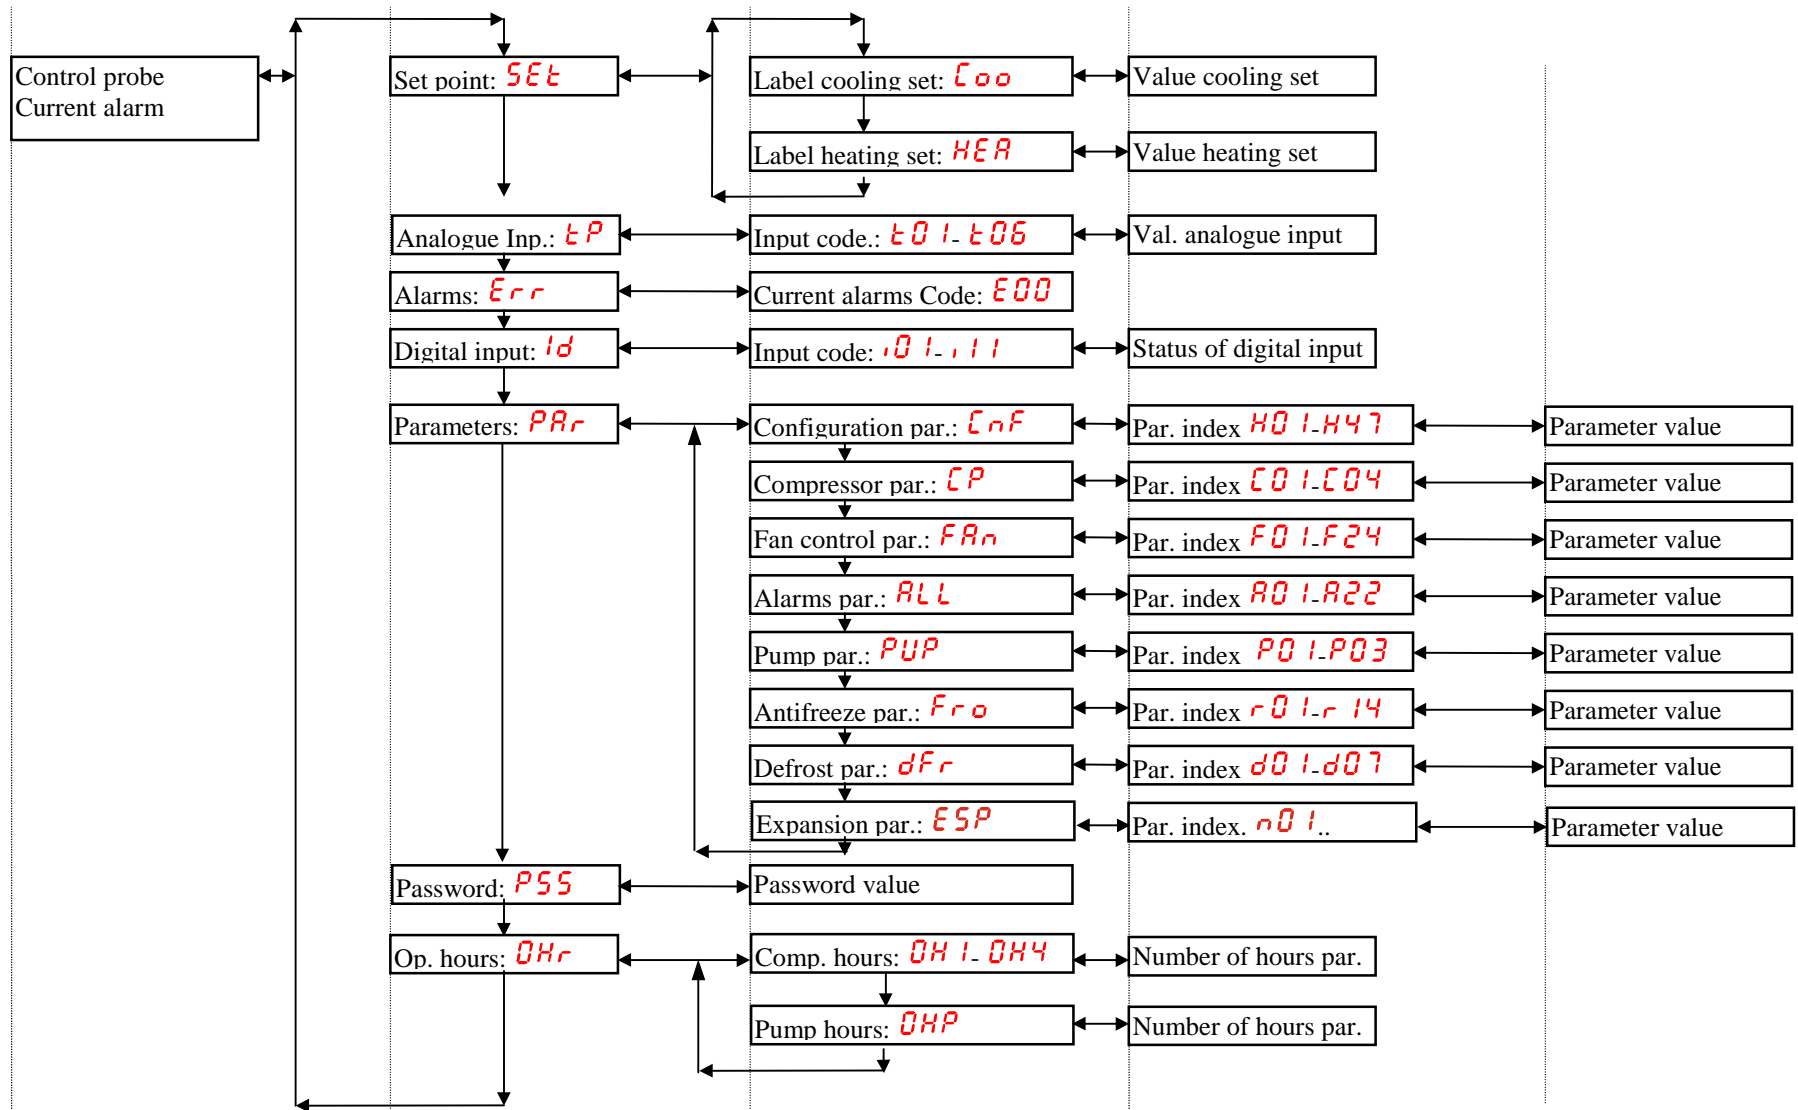 Control probe
Current alarm
Set point: SEt
Label cooling set: Coo
Value cooling set
Label heating set: HEA
Value heating set
Analogue Inp.: tP
Input code.: t01- t06
Val. analogue input
Alarms: Err
Current alarms Code: E00
Digital input: Id
Input code: i01- i11
Status of digital input
Parameters: PAr
Configuration par.: CnF
Par. index H01-H47
Parameter value
Compressor par.: CP
Par. index C01-C04
Parameter value
Fan control par.: FAn
Par. index F01-F24
Parameter value
Alarms par.: ALL
Par. index A01-A22
Parameter value
Pump par.: PUP
Par. index P01-P03
Parameter value
Antifreeze par.: Fro
Par. index r01-r14
Parameter value
Defrost par.: dFr
Par. index d01-d07
Parameter value
Expansion par.: ESP
Par. index. n01..
Parameter value
Password: PSS
Password value
Op. hours: OHr
Comp. hours: OH1- OH4
Number of hours par.
Pump hours: OHP
Number of hours par.